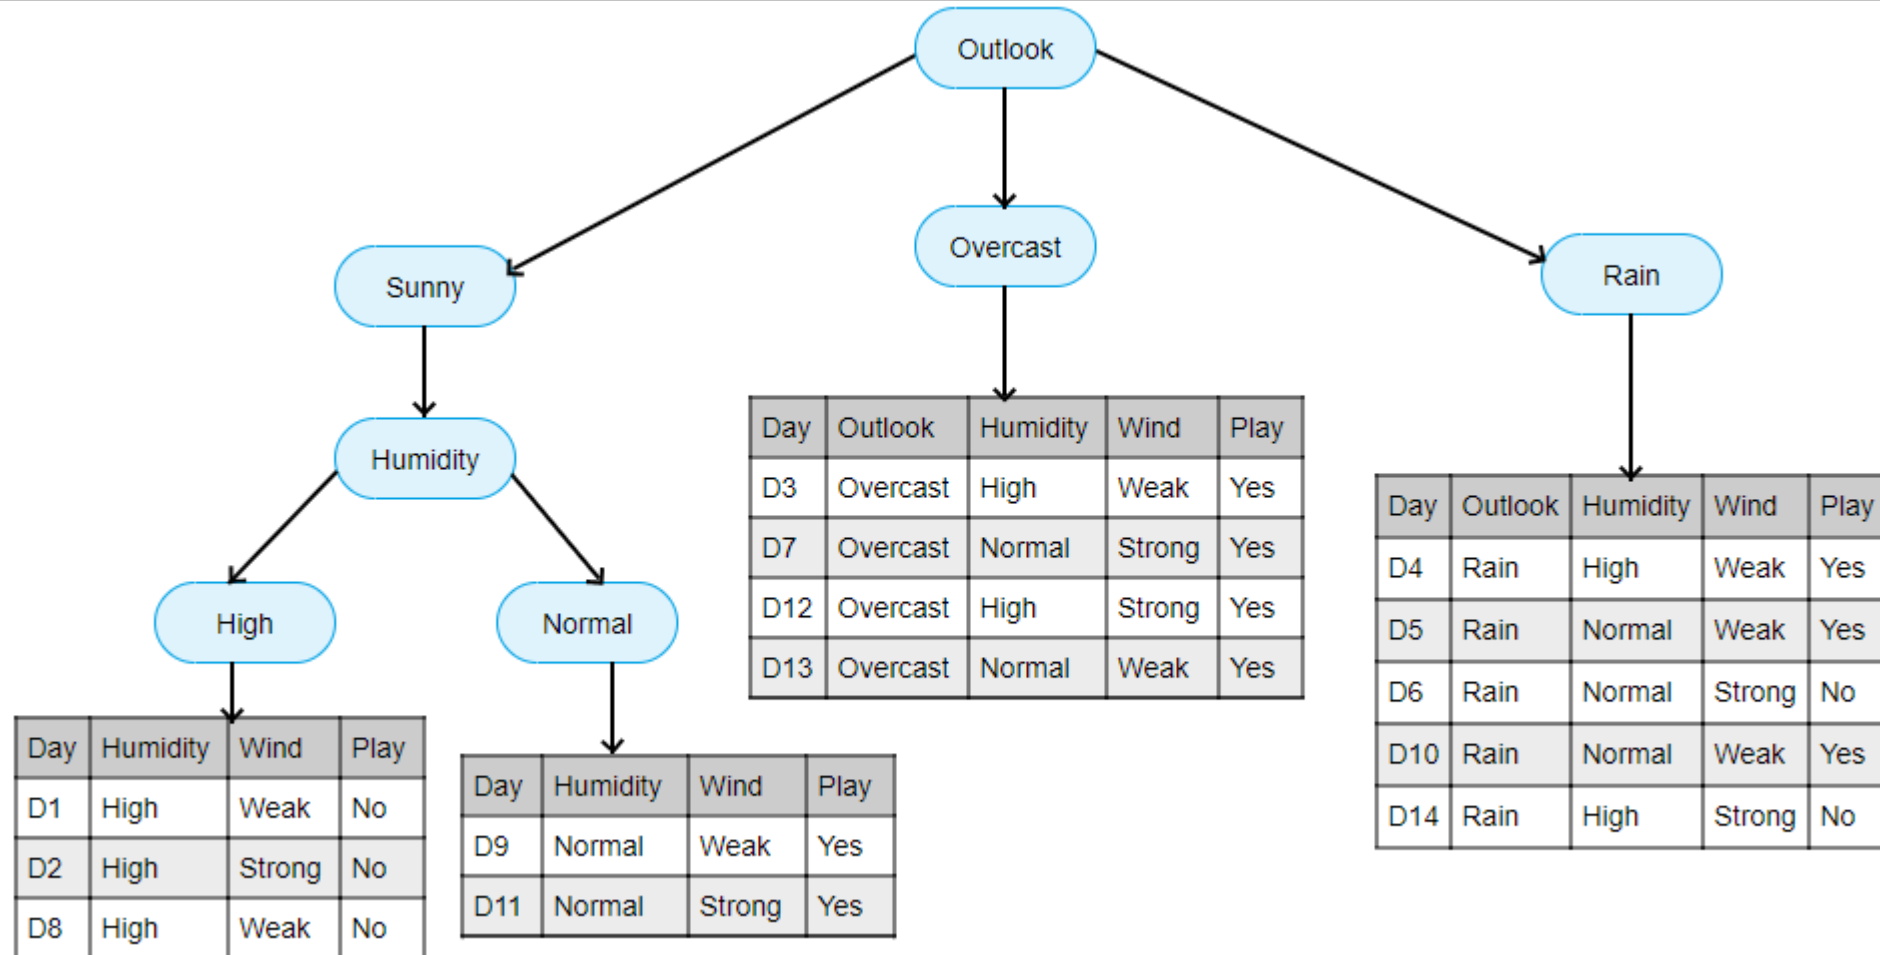 Outlook
Sunny
Overcast
Rain
Humidity
High
Normal
Day Humidity Wind Play
D1 High Weak No
D2 High Strong No
D8 High Weak No
Day Humidity Wind Play
D9 Normal Weak Yes
D11 Normal Strong Yes
Day Outlook Humidity Wind Play
D3 Overcast High Weak Yes
D7 Overcast Normal Strong Yes
D12 Overcast High Strong Yes
D13 Overcast Normal Weak Yes
Day Outlook Humidity Wind Play
D4 Rain High Weak Yes
D5 Rain Normal Weak Yes
D6 Rain Normal Strong No
D10 Rain Normal Weak Yes
D14 Rain High Strong No